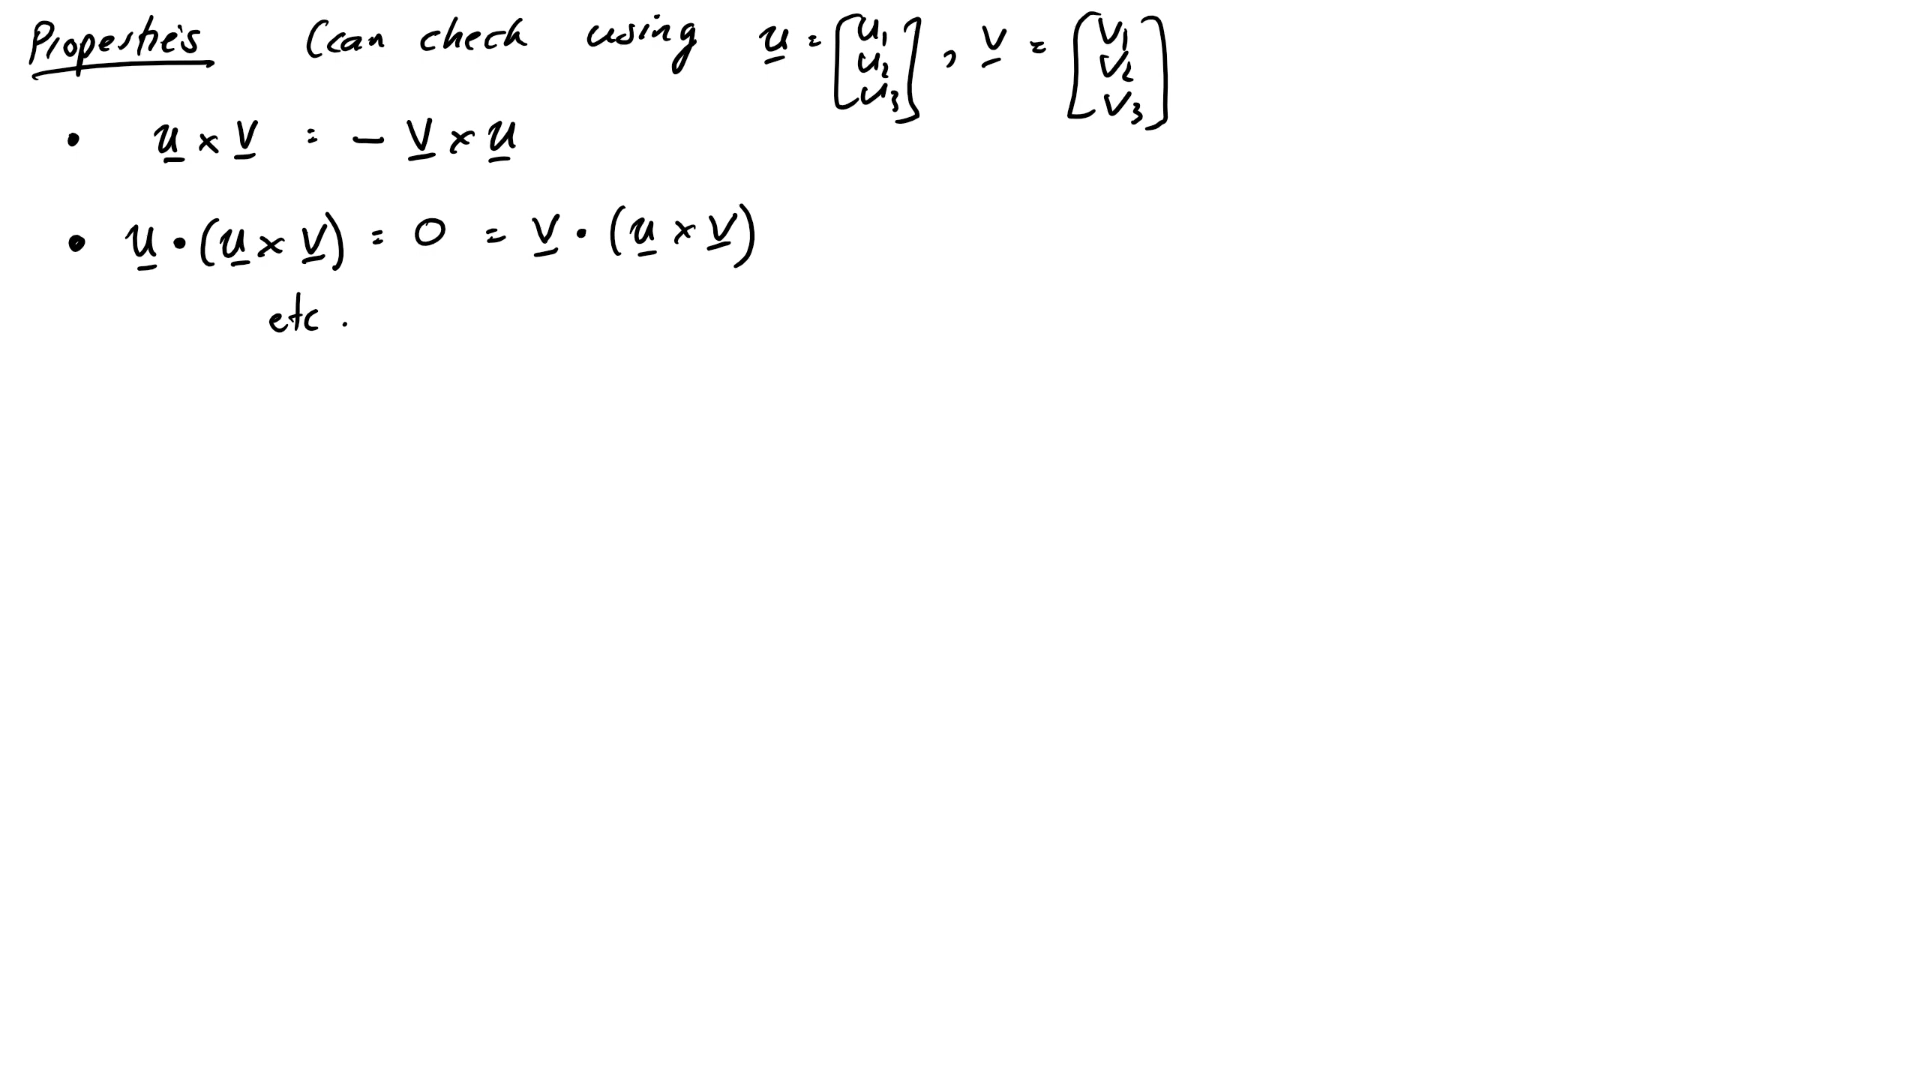 Properties (can check using u = [u₁ u₂ u₃], v = [v₁ v₂ v₃]
• u × v = − v × u
• u • (u × v) = 0 = v • (u × v)
etc.